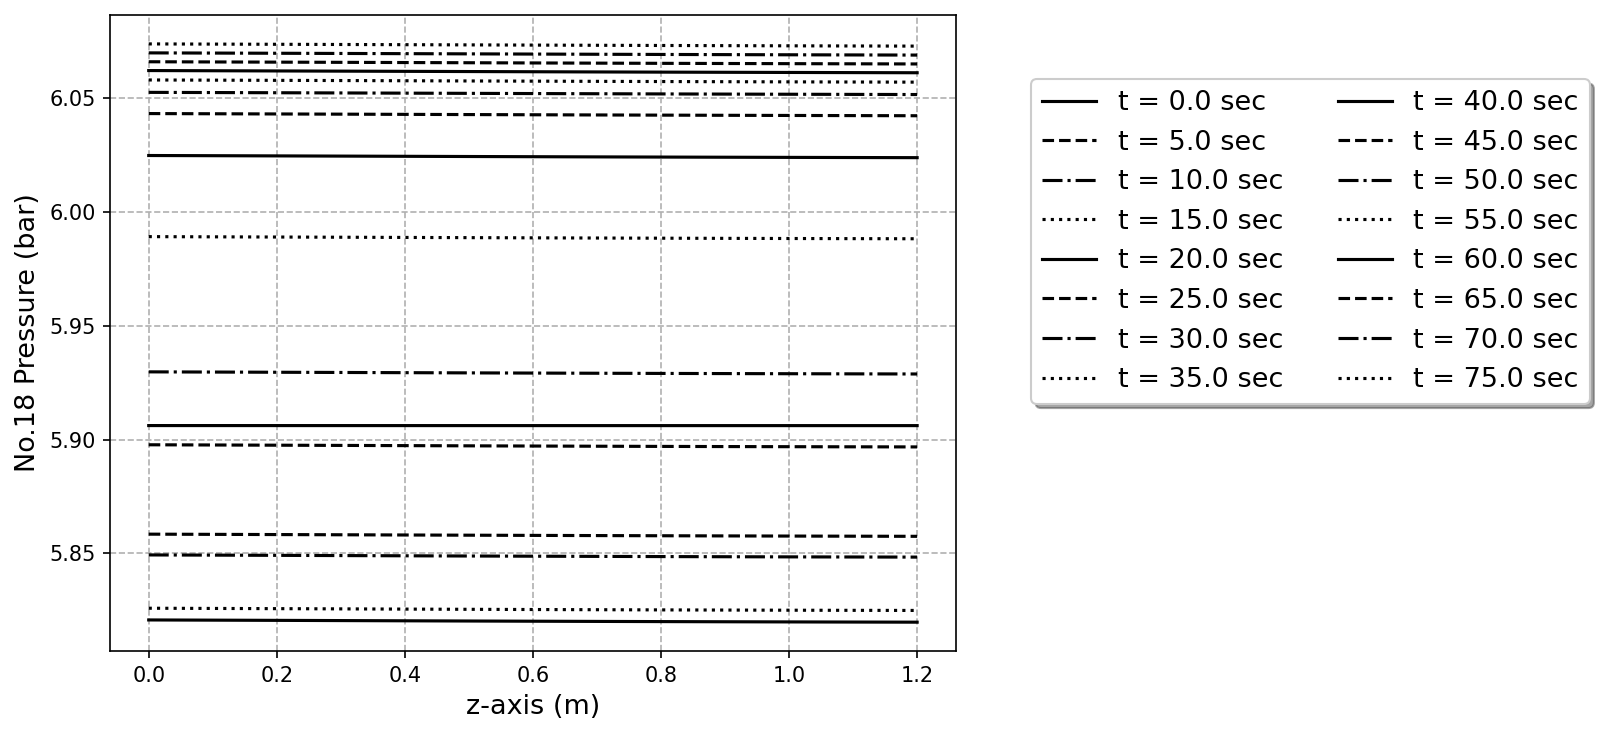 No.18 Pressure (bar)
6.05
6.00
5.95
5.90
5.85
0.0 0.2 0.4 0.6 0.8 1.0 1.2
z-axis (m)
t = 0.0 sec
t = 5.0 sec
t = 10.0 sec
t = 15.0 sec
t = 20.0 sec
t = 25.0 sec
t = 30.0 sec
t = 35.0 sec
t = 40.0 sec
t = 45.0 sec
t = 50.0 sec
t = 55.0 sec
t = 60.0 sec
t = 65.0 sec
t = 70.0 sec
t = 75.0 sec